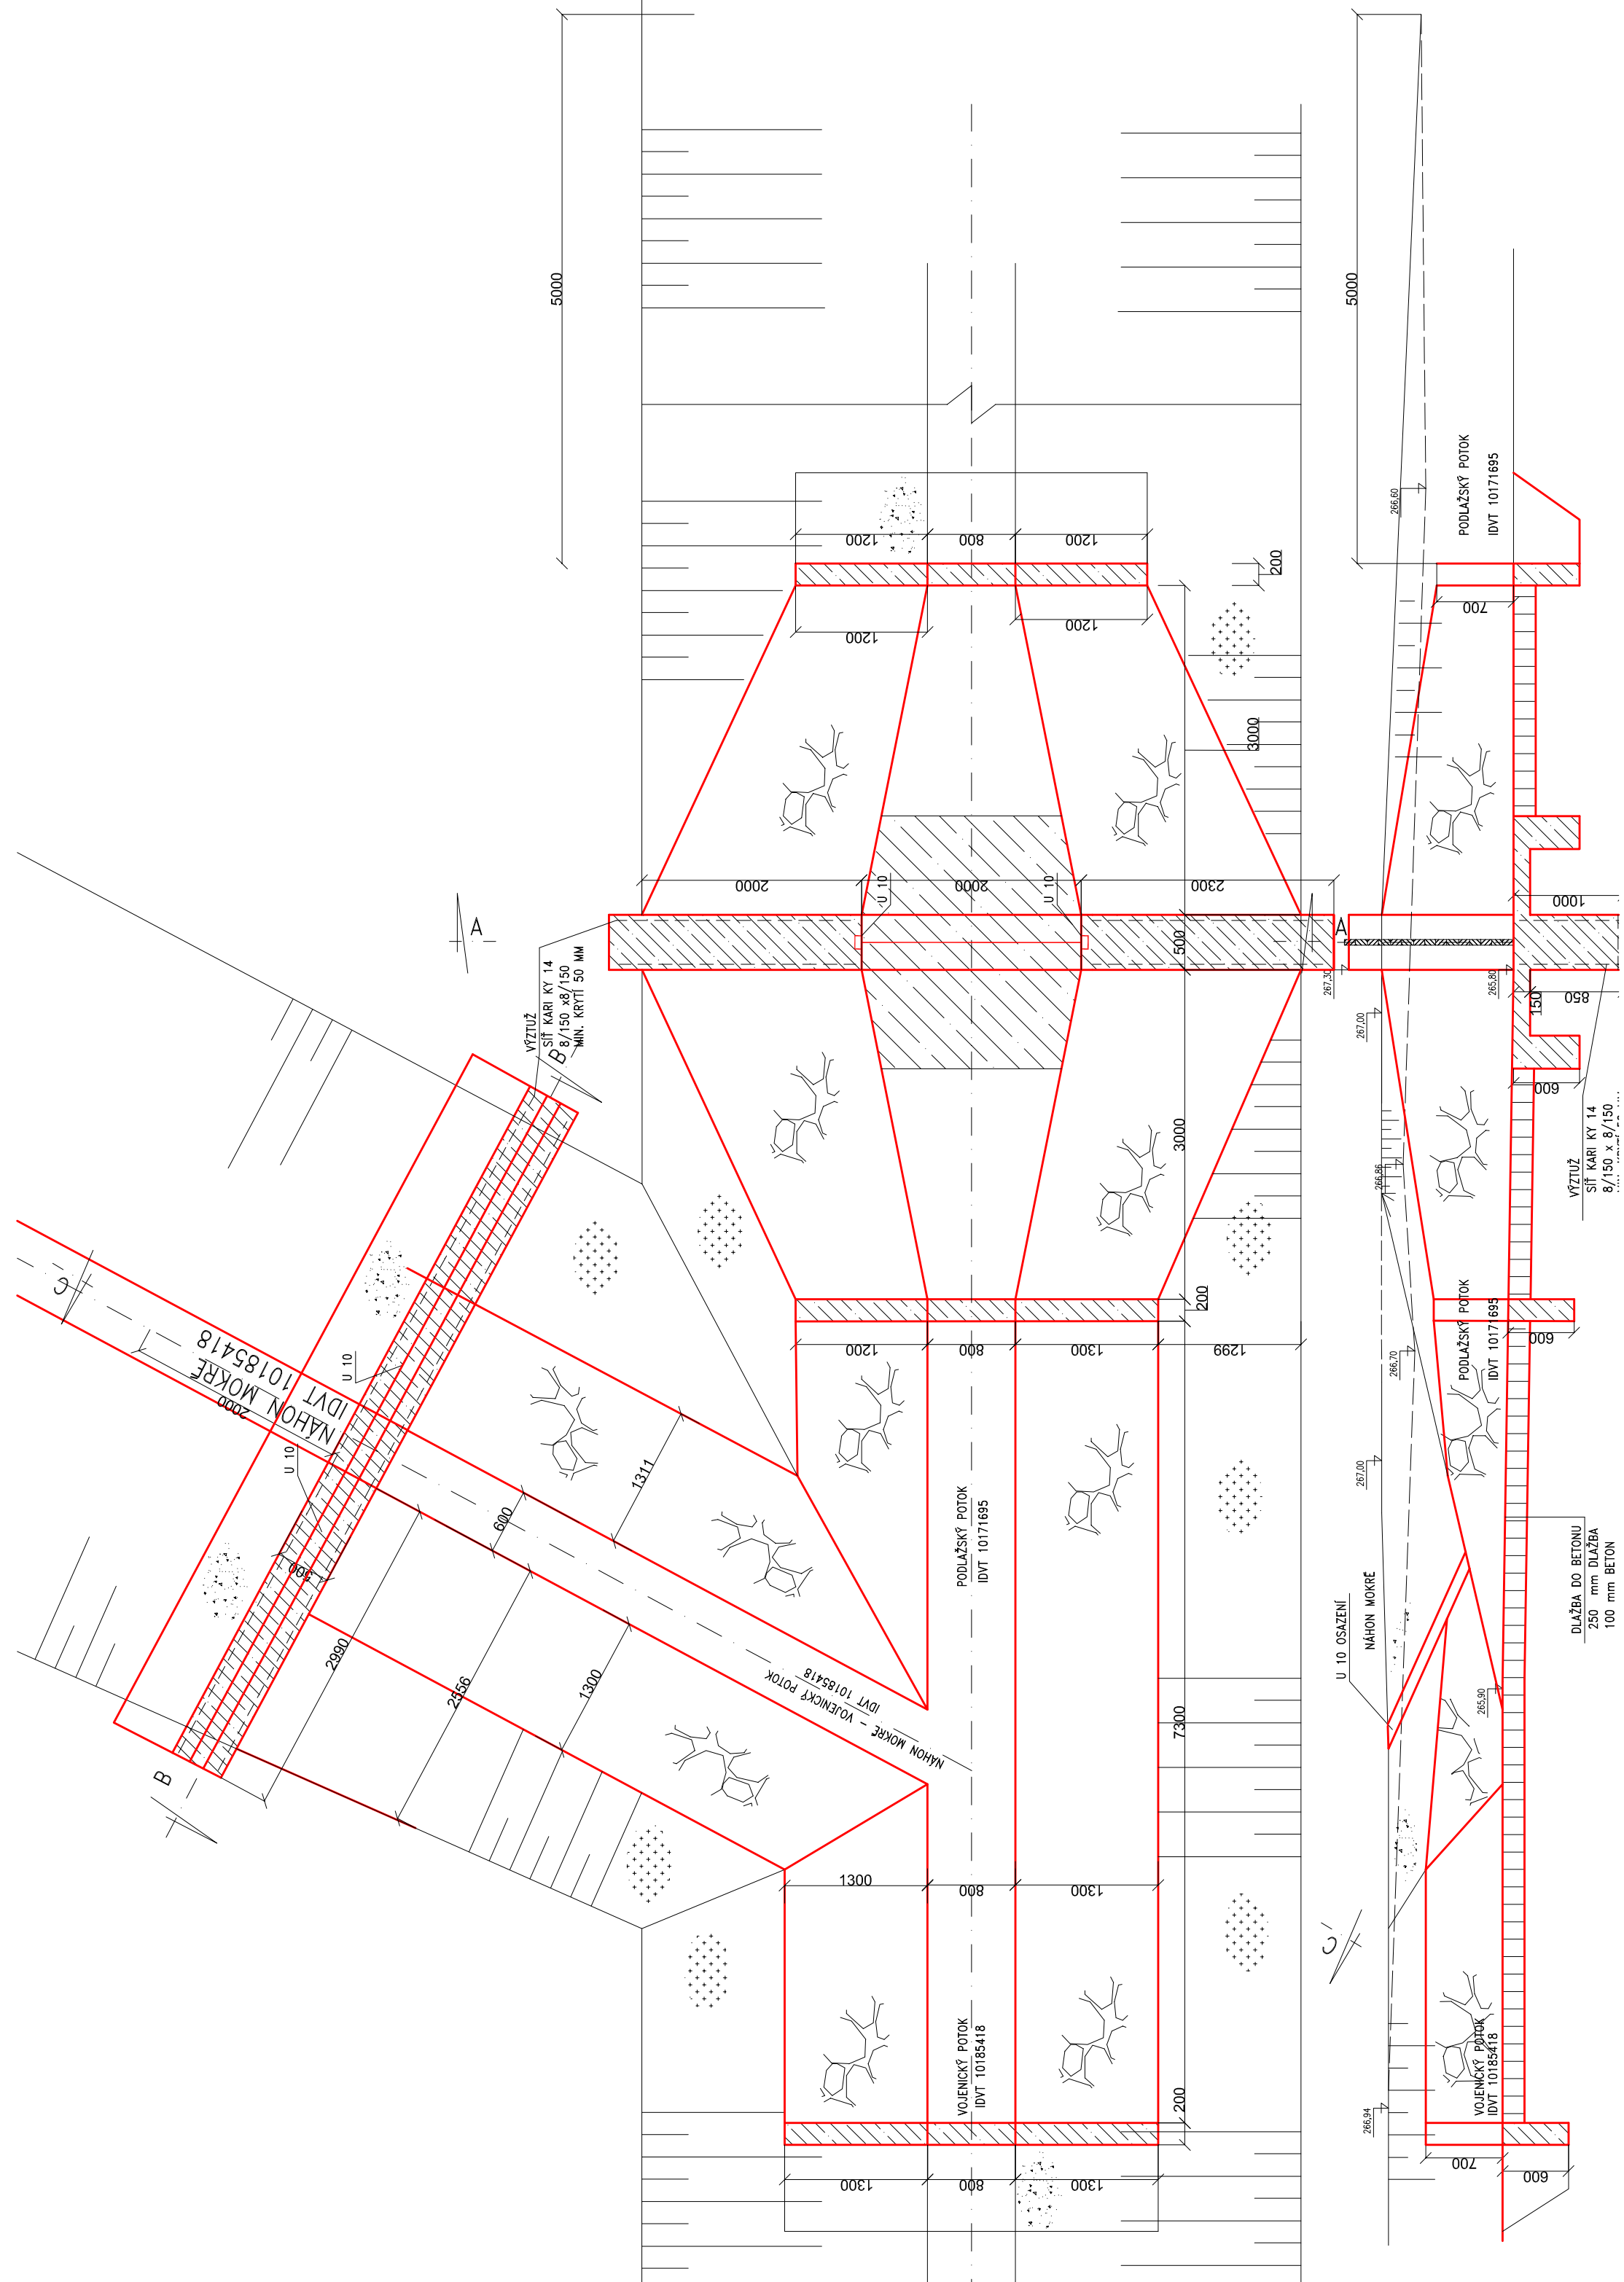 5000
5000
PODLAŽSKÝ POTOK
IDVT 10171695
266,60
1200
800
1200
200
1200
1200
700
3000
2000
2000
2300
U 10
U 10
A
A
500
1000
267,30
265,80
267,00
150
850
600
VÝZTUŽ
SÍŤ KARI KY 14
8/150 x8/150
MIN. KRYTÍ 50 MM
B
3000
266,86
VÝZTUŽ
SÍŤ KARI KY 14
8/150 x 8/150
C
NÁHON MOKRÉ
IDVT 10185418
2000
U 10
U 10
200
1200
800
1300
1299
PODLAŽSKÝ POTOK
IDVT 10171695
600
266,70
267,00
1311
600
500
2990
2556
1300
PODLAŽSKÝ POTOK
IDVT 10171695
NÁHON MOKRÉ – VOJENICKÝ POTOK
IDVT 10185418
U 10 OSAZENÍ
NÁHON MOKRÉ
DLAŽBA DO BETONU
250 mm DLAŽBA
100 mm BETON
265,90
B
7300
1300
800
1300
C
VOJENICKÝ POTOK
IDVT 10185418
VOJENICKÝ POTOK
IDVT 10185418
200
266,94
1300
800
1300
700
600